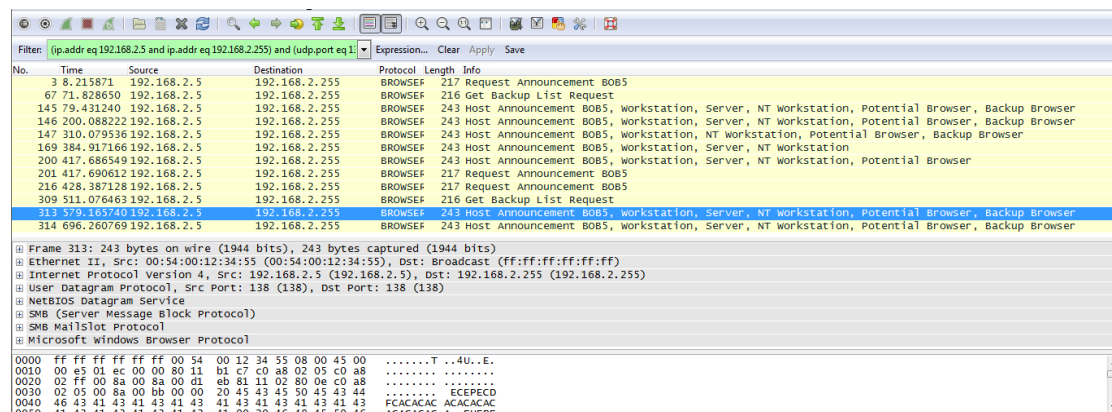 Filter: (ip.addr eq 192.168.2.5 and ip.addr eq 192.168.2.255) and (udp.port eq 1: Expression... Clear Apply Save
No. Time Source Destination Protocol Length Info
3 8.215871 192.168.2.5 192.168.2.255 BROWSER 217 Request Announcement BOB5
67 71.828650 192.168.2.5 192.168.2.255 BROWSER 216 Get Backup List Request
145 79.431240 192.168.2.5 192.168.2.255 BROWSER 243 Host Announcement BOB5, Workstation, Server, NT Workstation, Potential Browser, Backup Browser
146 200.088222 192.168.2.5 192.168.2.255 BROWSER 243 Host Announcement BOB5, Workstation, Server, NT Workstation, Potential Browser, Backup Browser
147 310.079536 192.168.2.5 192.168.2.255 BROWSER 243 Host Announcement BOB5, Workstation, NT Workstation, Potential Browser, Backup Browser
169 384.917166 192.168.2.5 192.168.2.255 BROWSER 243 Host Announcement BOB5, Workstation, Server, NT Workstation
200 417.686549 192.168.2.5 192.168.2.255 BROWSER 243 Host Announcement BOB5, Workstation, Server, NT Workstation, Potential Browser
201 417.690612 192.168.2.5 192.168.2.255 BROWSER 217 Request Announcement BOB5
216 428.387128 192.168.2.5 192.168.2.255 BROWSER 217 Request Announcement BOB5
309 511.076463 192.168.2.5 192.168.2.255 BROWSER 216 Get Backup List Request
313 579.165740 192.168.2.5 192.168.2.255 BROWSER 243 Host Announcement BOB5, Workstation, Server, NT Workstation, Potential Browser, Backup Browser
314 696.260769 192.168.2.5 192.168.2.255 BROWSER 243 Host Announcement BOB5, Workstation, Server, NT Workstation, Potential Browser, Backup Browser
Frame 313: 243 bytes on wire (1944 bits), 243 bytes captured (1944 bits)
Ethernet II, Src: 00:54:00:12:34:55 (00:54:00:12:34:55), Dst: Broadcast (ff:ff:ff:ff:ff:ff)
Internet Protocol Version 4, Src: 192.168.2.5 (192.168.2.5), Dst: 192.168.2.255 (192.168.2.255)
User Datagram Protocol, Src Port: 138 (138), Dst Port: 138 (138)
NetBIOS Datagram Service
SMB (Server Message Block Protocol)
SMB MailSlot Protocol
Microsoft Windows Browser Protocol
0000 ff ff ff ff ff ff 00 54 00 12 34 55 08 00 45 00 .......T ..4U..E.
0010 00 e5 01 ec 00 00 80 11 b1 c7 c0 a8 02 05 c0 a8 ........ ........
0020 02 ff 00 8a 00 8a 00 d1 eb 81 11 02 80 0e c0 a8 ........ ........
0030 02 05 00 8a 00 bb 00 00 20 45 43 45 50 45 43 44 ........ ECEPECD
0040 46 43 41 43 41 43 41 43 41 43 41 43 41 43 41 43 FCACACAC ACACACAC